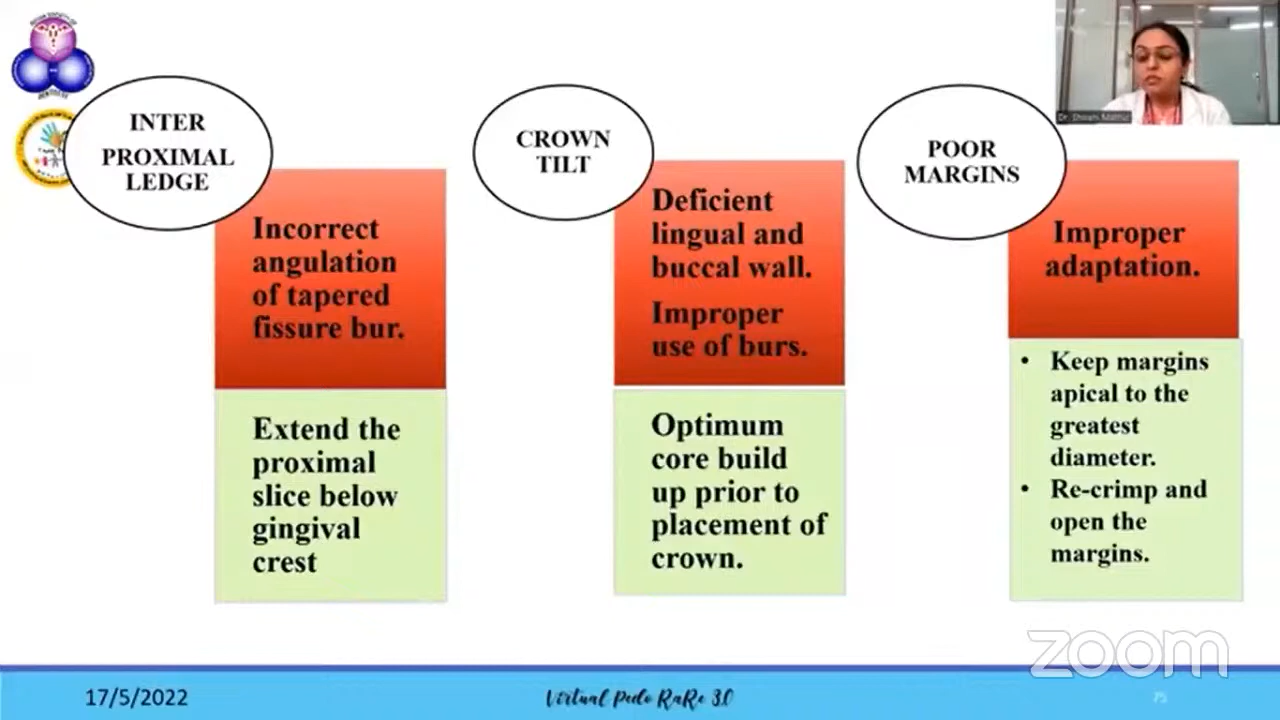 INTER
PROXIMAL
LEDGE
Incorrect
angulation
of tapered
fissure bur.
Extend the
proximal
slice below
gingival
crest
CROWN
TILT
Deficient
lingual and
buccal wall.
Improper
use of burs.
Optimum
core build
up prior to
placement of
crown.
POOR
MARGINS
Improper
adaptation.
• Keep margins
apical to the
greatest
diameter.
• Re-crimp and
open the
margins.
zoom
17/5/2022
Virtual Pedo RaRe 3.0
75